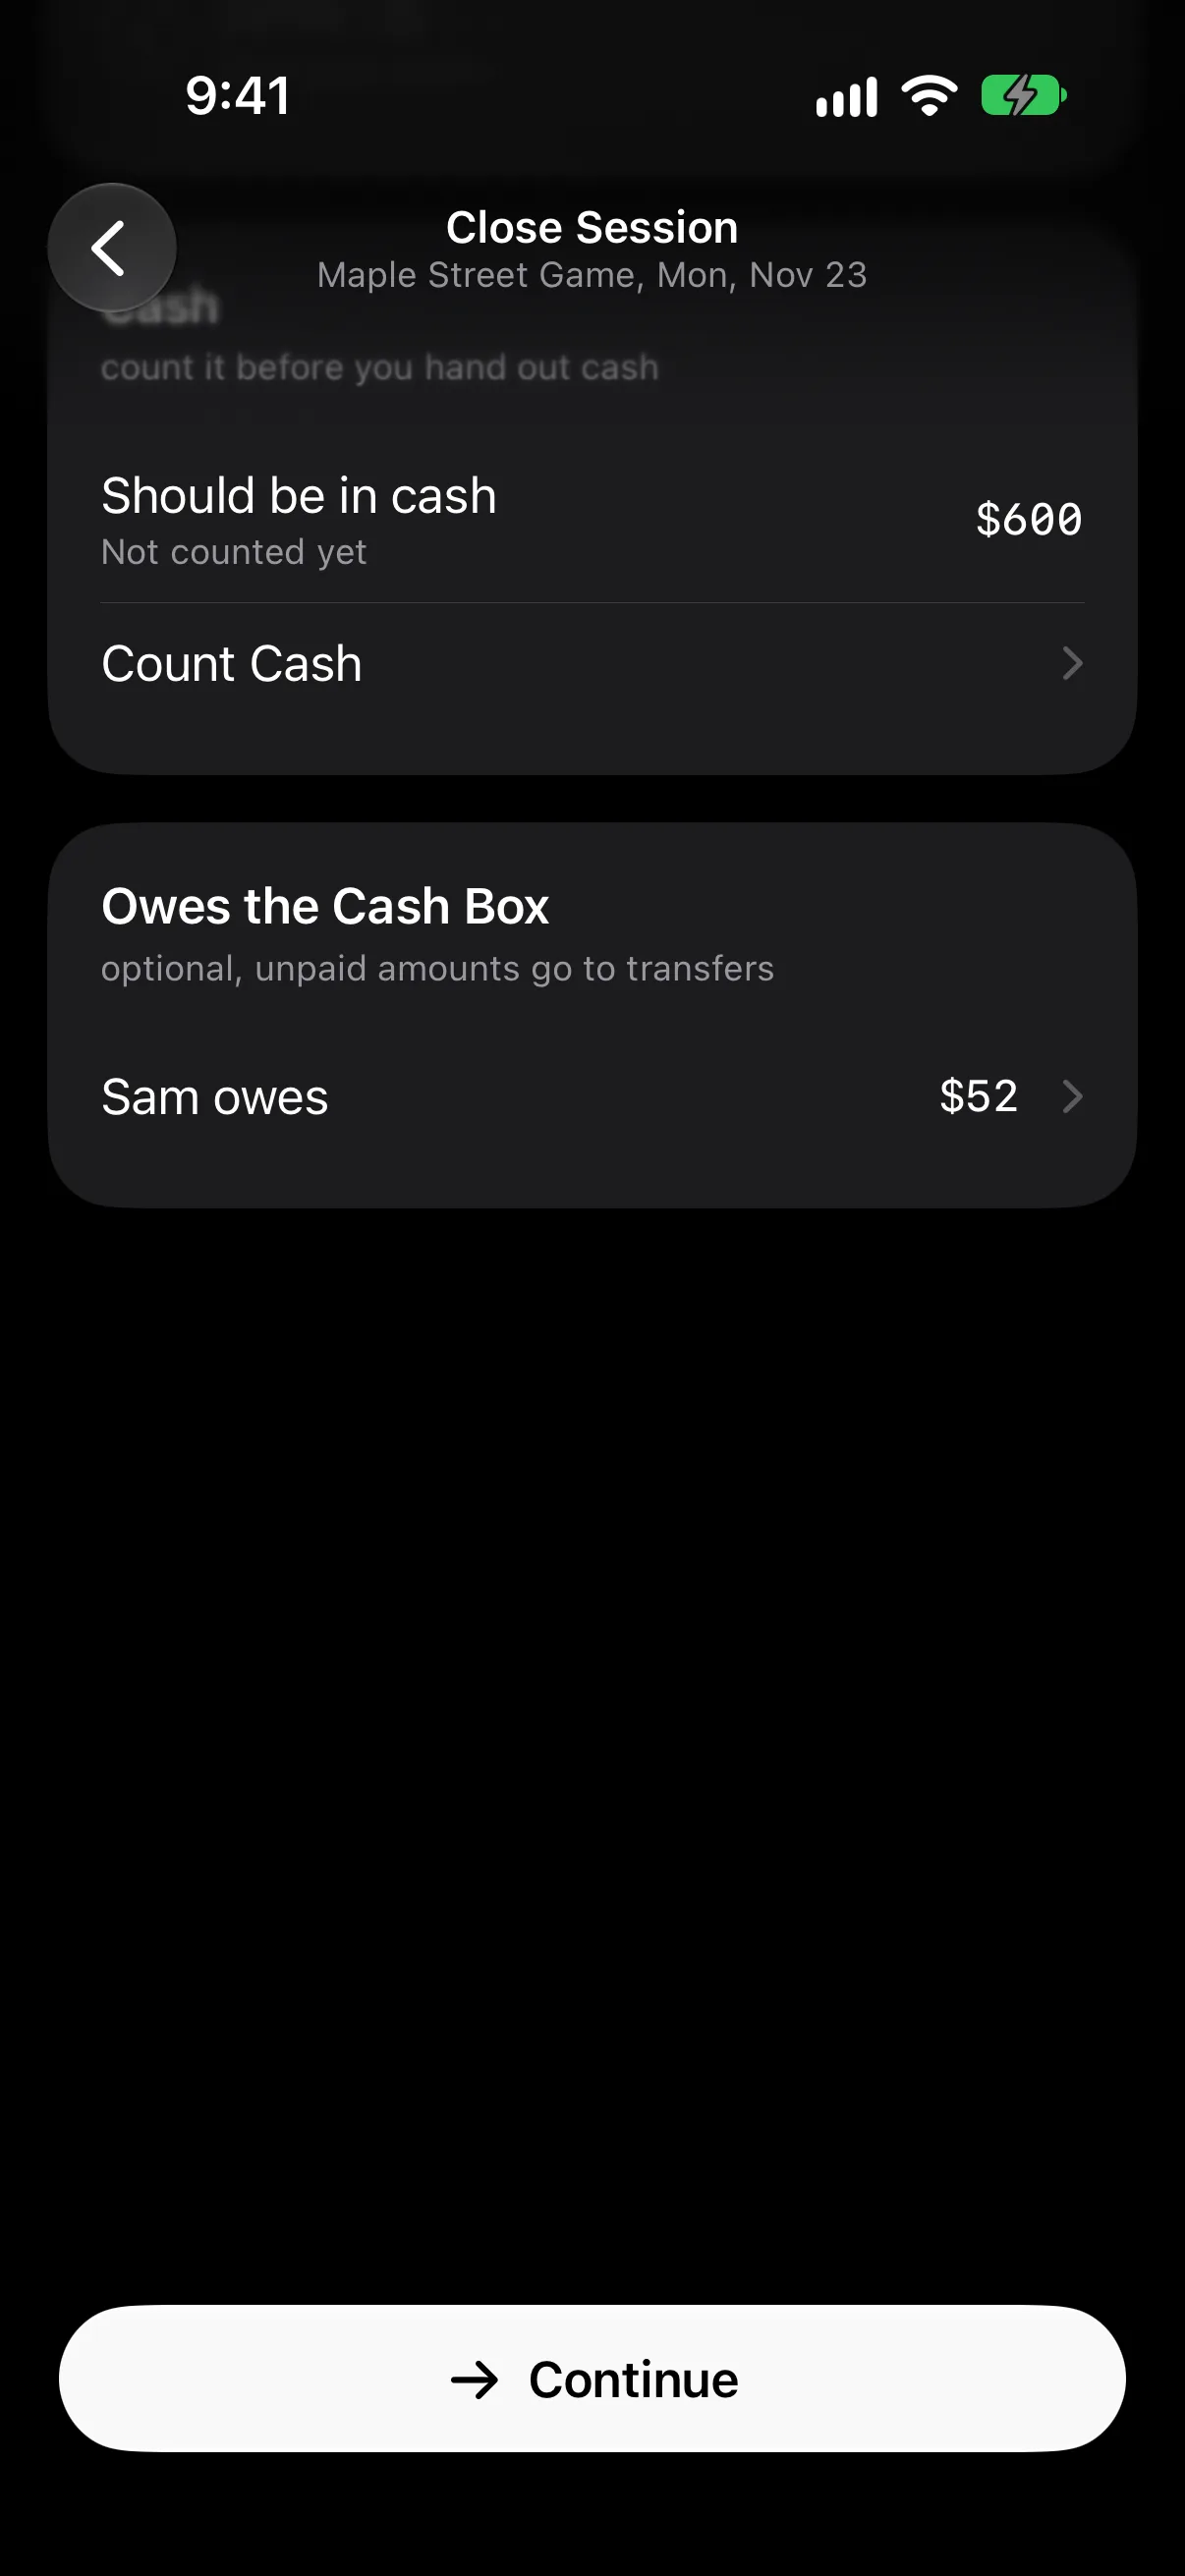 9:41
Close Session
Maple Street Game, Mon, Nov 23
Cash
count it before you hand out cash
Should be in cash
$600
Not counted yet
Count Cash
Owes the Cash Box
optional, unpaid amounts go to transfers
Sam owes
$52
Continue